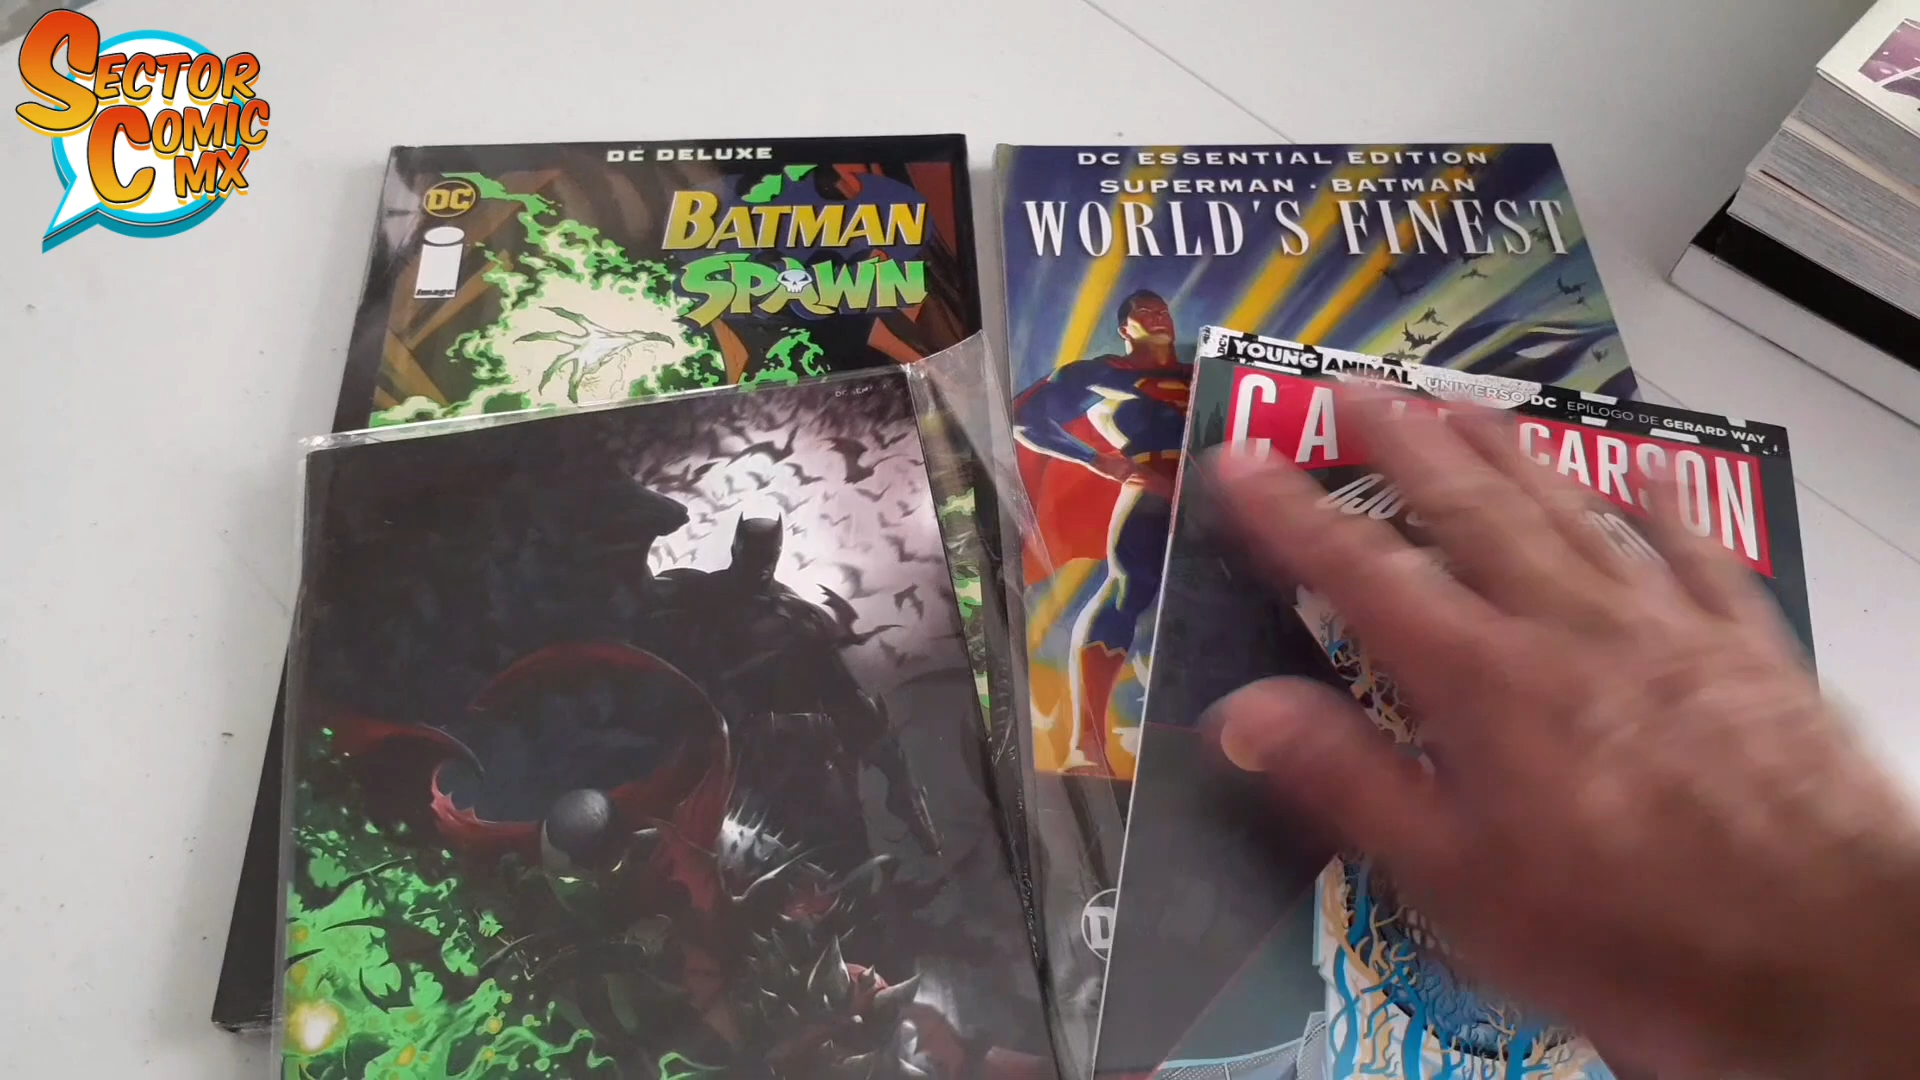 SECTOR
COMIC
MX
DC DELUXE
DC
BATMAN
SPAWN
image
DC ESSENTIAL EDITION
SUPERMAN · BATMAN
WORLD'S FINEST
DC'S YOUNG ANIMAL UNIVERSO DC EPÍLOGO DE GERARD WAY
CARSON